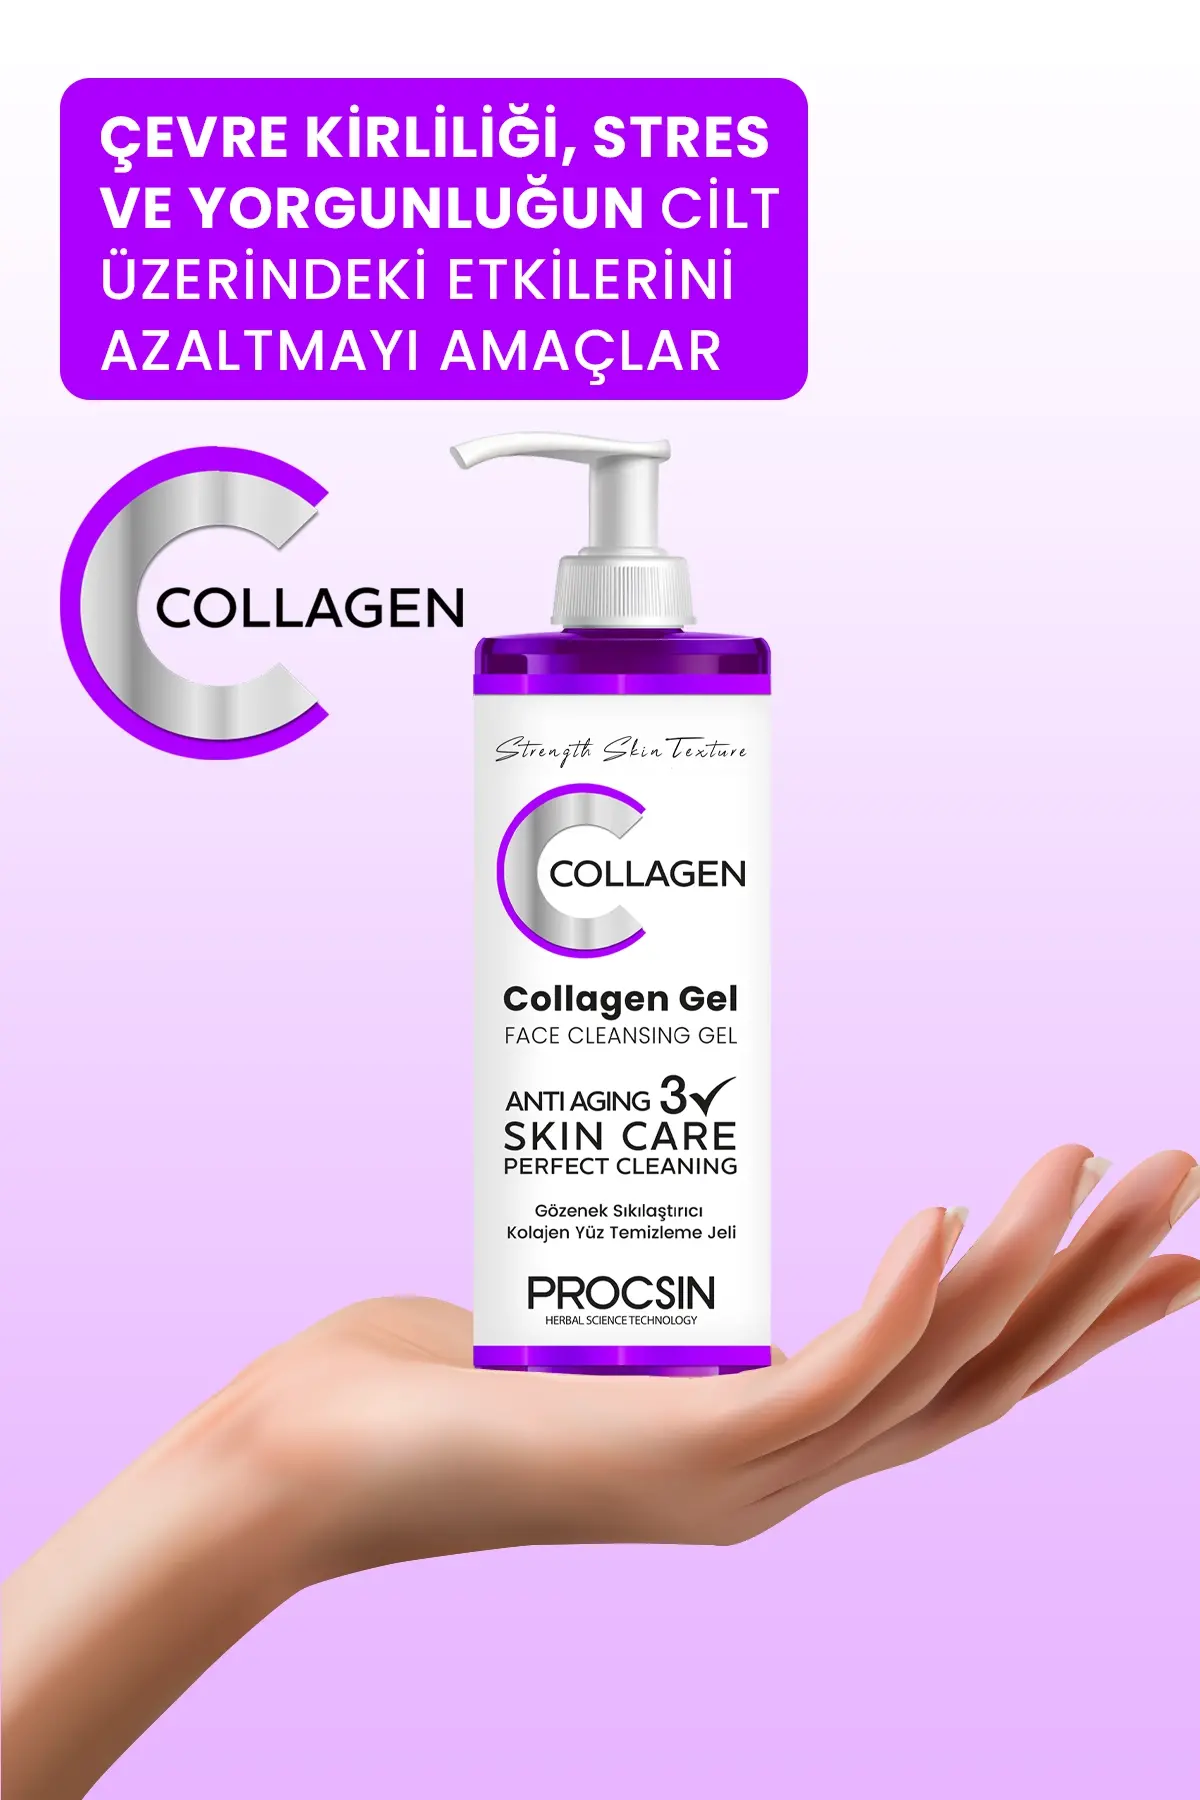 ÇEVRE KİRLİLİĞİ, STRES
VE YORGUNLUĞUN CİLT
ÜZERİNDEKİ ETKİLERİNİ
AZALTMAYI AMAÇLAR
COLLAGEN
Strength Skin Texture
COLLAGEN
Collagen Gel
FACE CLEANSING GEL
ANTI AGING 3✓
SKIN CARE
PERFECT CLEANING
Gözenek Sıkılaştırıcı
Kolajen Yüz Temizleme Jeli
PROCSIN
HERBAL SCIENCE TECHNOLOGY